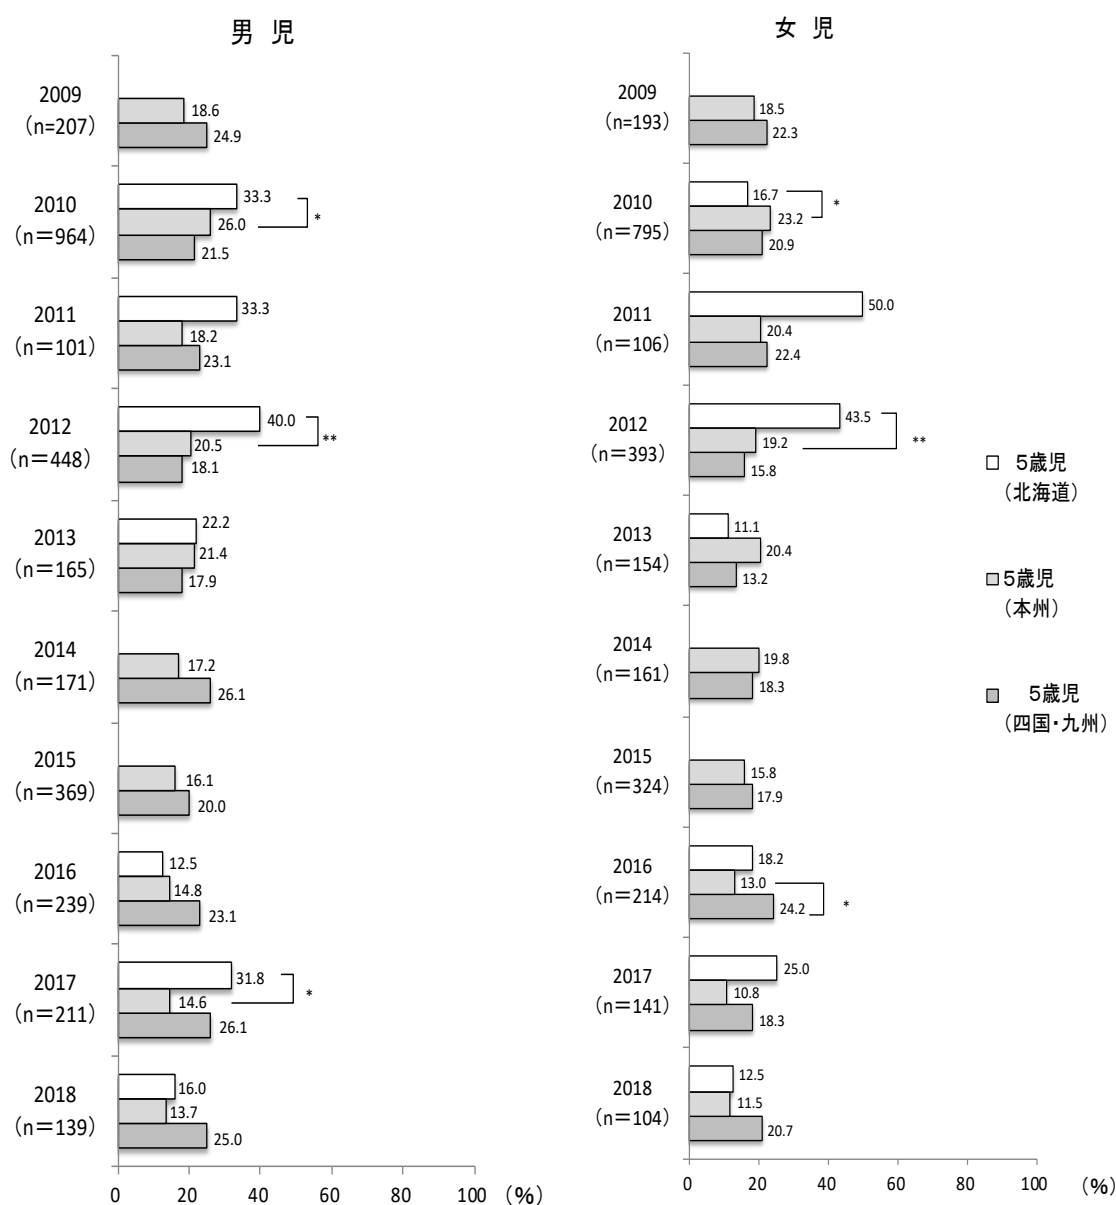 男 児
2009
(n=207)
18.6
24.9
2010
(n=964)
33.3
26.0
21.5
*
2011
(n=101)
33.3
18.2
23.1
2012
(n=448)
40.0
20.5
18.1
**
2013
(n=165)
22.2
21.4
17.9
2014
(n=171)
17.2
26.1
2015
(n=369)
16.1
20.0
2016
(n=239)
12.5
14.8
23.1
2017
(n=211)
31.8
14.6
26.1
*
2018
(n=139)
16.0
13.7
25.0
0 20 40 60 80 100 (%)
女 児
2009
(n=193)
18.5
22.3
2010
(n=795)
16.7
23.2
20.9
*
2011
(n=106)
50.0
20.4
22.4
2012
(n=393)
43.5
19.2
15.8
**
2013
(n=154)
11.1
20.4
13.2
2014
(n=161)
19.8
18.3
2015
(n=324)
15.8
17.9
2016
(n=214)
18.2
13.0
24.2
*
2017
(n=141)
25.0
10.8
18.3
2018
(n=104)
12.5
11.5
20.7
0 20 40 60 80 100 (%)
5歳児
(北海道)
5歳児
(本州)
5歳児
(四国・九州)